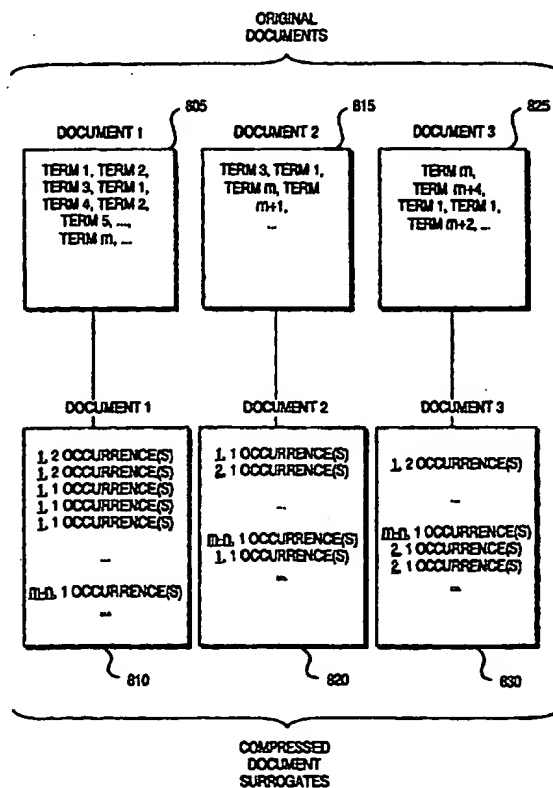 ORIGINAL
DOCUMENTS
805
815
825
DOCUMENT 1
DOCUMENT 2
DOCUMENT 3
TERM 1, TERM 2,
TERM 3, TERM 1,
TERM 4, TERM 2,
TERM 5, ...,
TERM m, ...
TERM 3, TERM 1,
TERM m, TERM
m+1,
...
TERM m,
TERM m+4,
TERM 1, TERM 1,
TERM m+2, ...
DOCUMENT 1
DOCUMENT 2
DOCUMENT 3
1, 2 OCCURRENCE(S)
1, 2 OCCURRENCE(S)
1, 1 OCCURRENCE(S)
1, 1 OCCURRENCE(S)
1, 1 OCCURRENCE(S)
...
m-n, 1 OCCURRENCE(S)
...
1, 1 OCCURRENCE(S)
2, 1 OCCURRENCE(S)
...
m-n, 1 OCCURRENCE(S)
1, 1 OCCURRENCE(S)
...
1, 2 OCCURRENCE(S)
...
m-n, 1 OCCURRENCE(S)
2, 1 OCCURRENCE(S)
2, 1 OCCURRENCE(S)
...
810
820
830
COMPRESSED
DOCUMENT
SURROGATES